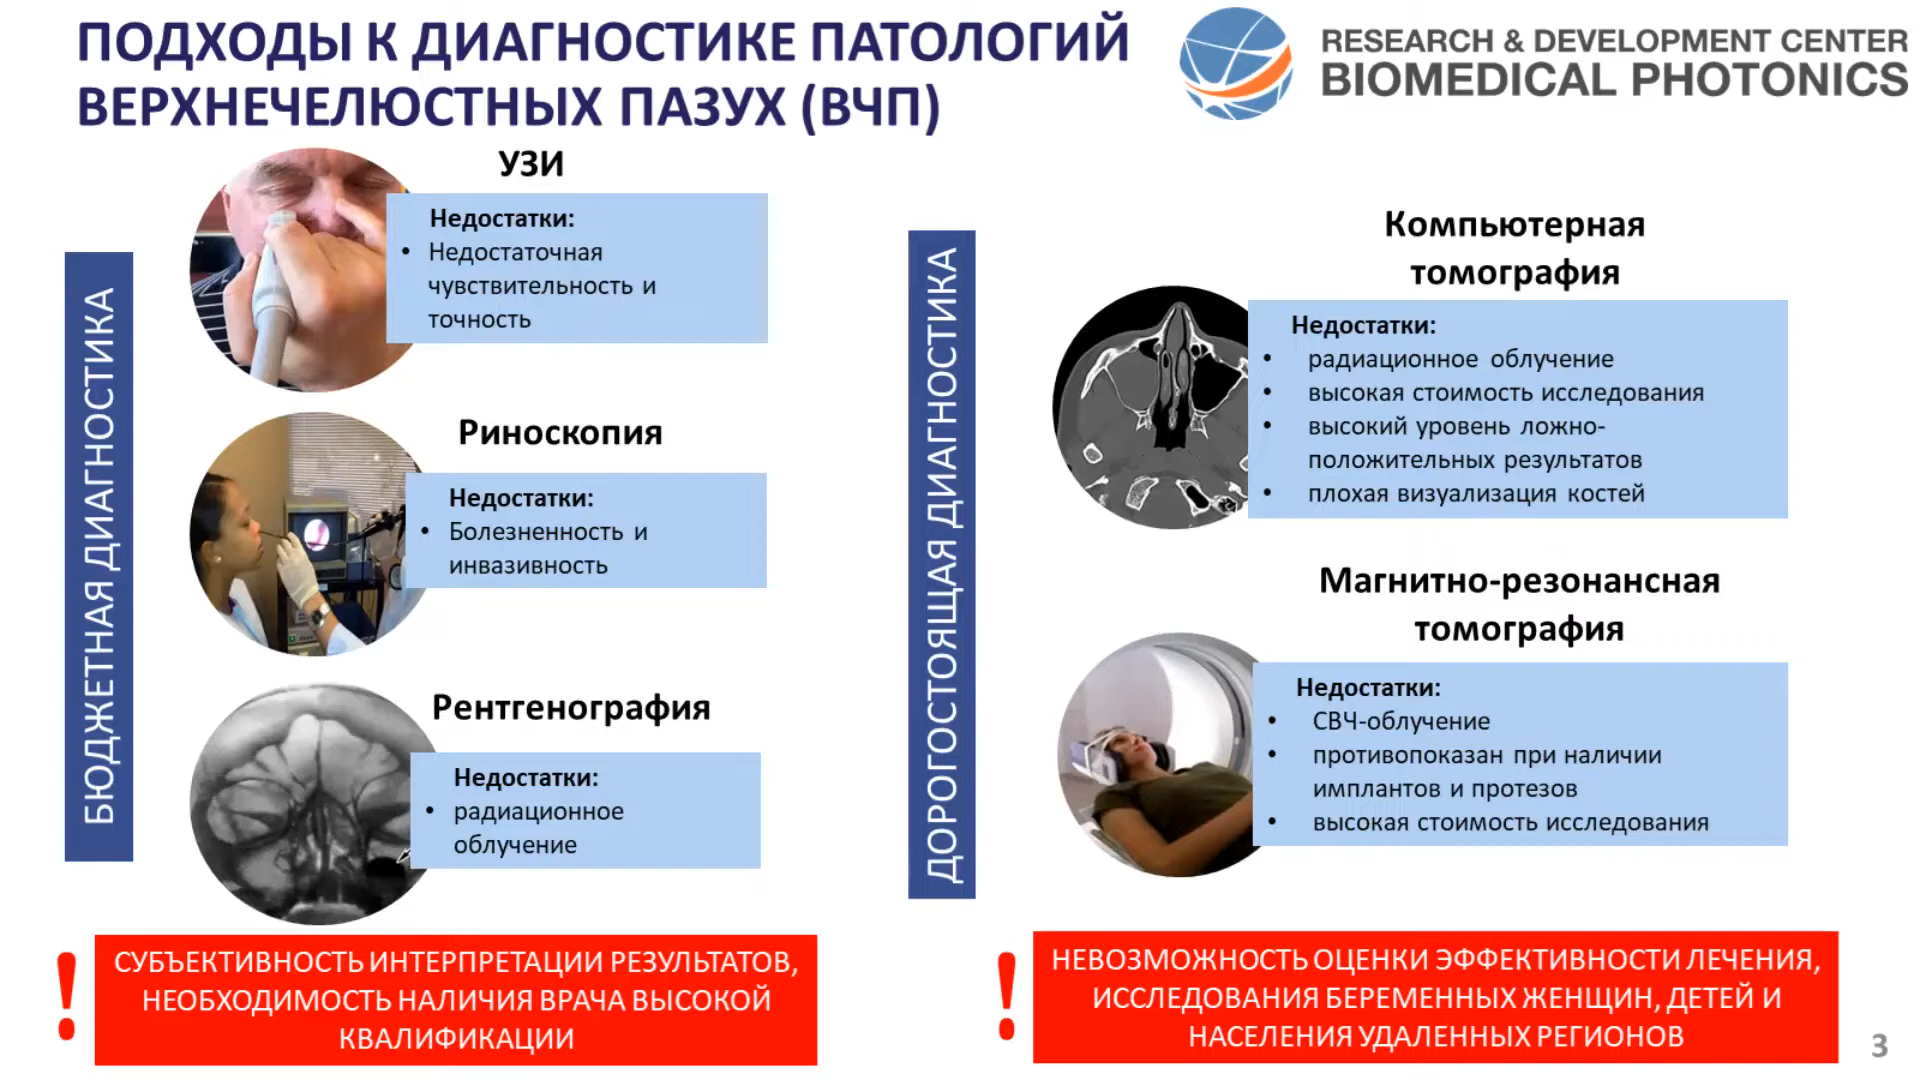 ПОДХОДЫ К ДИАГНОСТИКЕ ПАТОЛОГИЙ
ВЕРХНЕЧЕЛЮСТНЫХ ПАЗУХ (ВЧП)
RESEARCH & DEVELOPMENT CENTER
BIOMEDICAL PHOTONICS
БЮДЖЕТНАЯ ДИАГНОСТИКА
УЗИ
Недостатки:
• Недостаточная
чувствительность и
точность
Риноскопия
Недостатки:
• Болезненность и
инвазивность
Рентгенография
Недостатки:
• радиационное
облучение
! СУБЪЕКТИВНОСТЬ ИНТЕРПРЕТАЦИИ РЕЗУЛЬТАТОВ,
НЕОБХОДИМОСТЬ НАЛИЧИЯ ВРАЧА ВЫСОКОЙ
КВАЛИФИКАЦИИ
ДОРОГОСТОЯЩАЯ ДИАГНОСТИКА
Компьютерная
томография
Недостатки:
• радиационное облучение
• высокая стоимость исследования
• высокий уровень ложно-
положительных результатов
• плохая визуализация костей
Магнитно-резонансная
томография
Недостатки:
• СВЧ-облучение
• противопоказан при наличии
имплантов и протезов
• высокая стоимость исследования
! НЕВОЗМОЖНОСТЬ ОЦЕНКИ ЭФФЕКТИВНОСТИ ЛЕЧЕНИЯ,
ИССЛЕДОВАНИЯ БЕРЕМЕННЫХ ЖЕНЩИН, ДЕТЕЙ И
НАСЕЛЕНИЯ УДАЛЕННЫХ РЕГИОНОВ
3